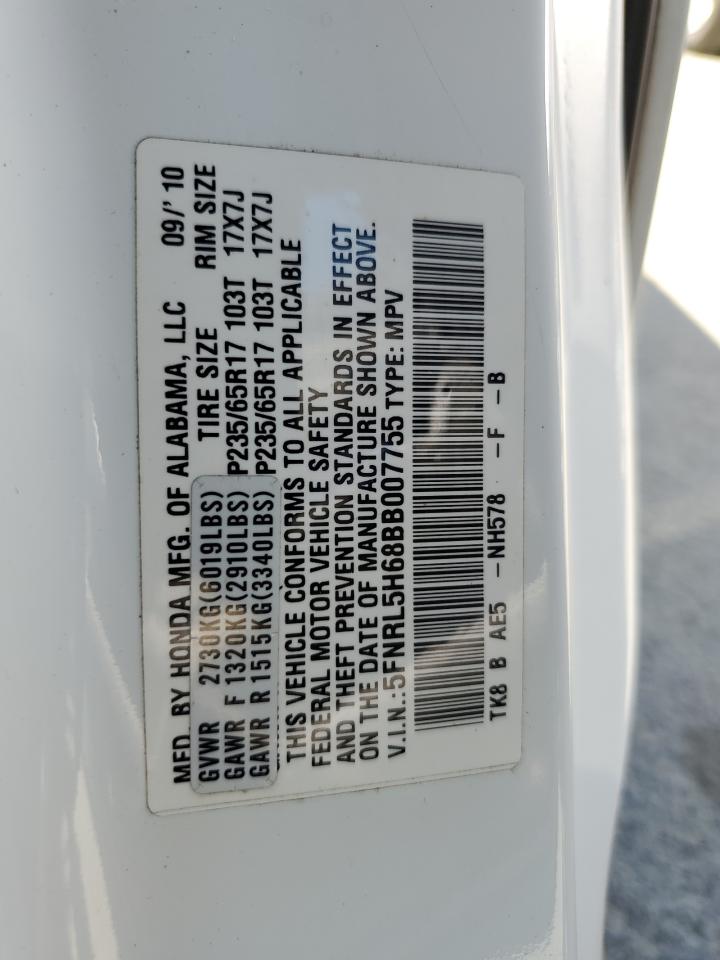 MFD. BY HONDA MFG. OF ALABAMA, LLC 09/' 10
TIRE SIZE RIM SIZE
GVWR 2730KG(6019LBS)
GAWR F 1320KG(2910LBS) P235/65R17 103T 17X7J
GAWR R 1515KG(3340LBS) P235/65R17 103T 17X7J
THIS VEHICLE CONFORMS TO ALL APPLICABLE
FEDERAL MOTOR VEHICLE SAFETY
AND THEFT PREVENTION STANDARDS IN EFFECT
ON THE DATE OF MANUFACTURE SHOWN ABOVE.
V.I.N.:5FNRL5H68BB007755 TYPE: MPV
TK8 B AE5 -NH578 -F -B